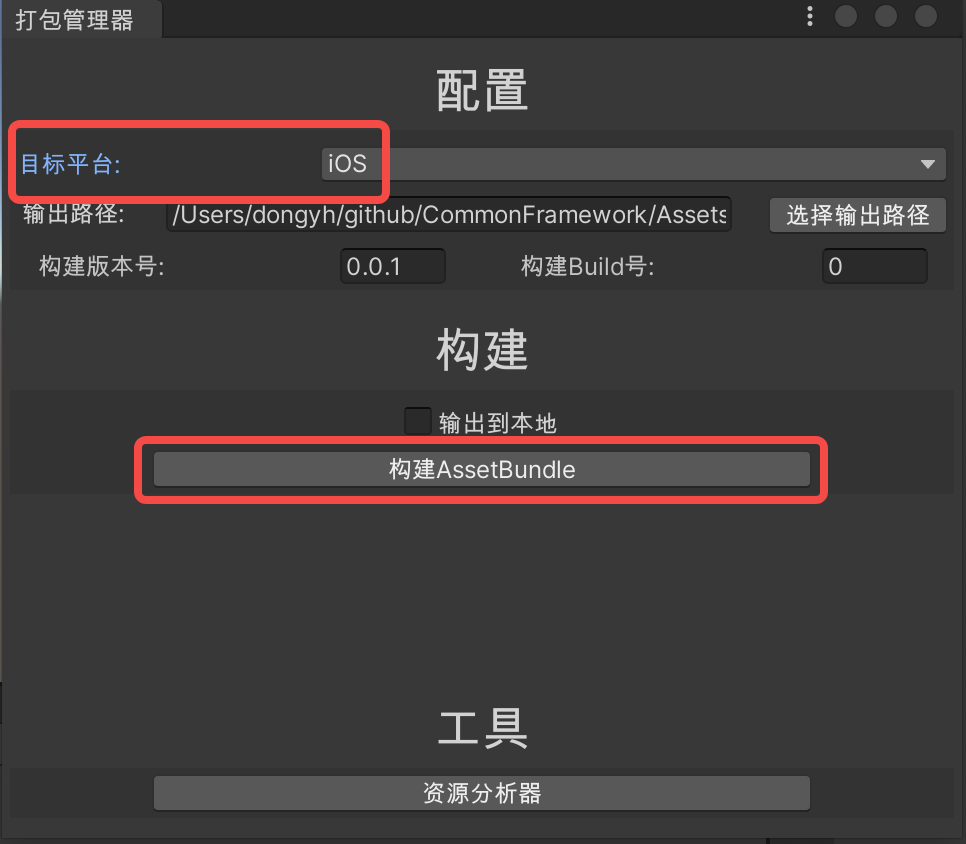 打包管理器
配置
目标平台: iOS
输出路径: /Users/dongyh/github/CommonFramework/Assets 选择输出路径
构建版本号: 0.0.1 构建Build号: 0
构建
输出到本地
构建AssetBundle
工具
资源分析器